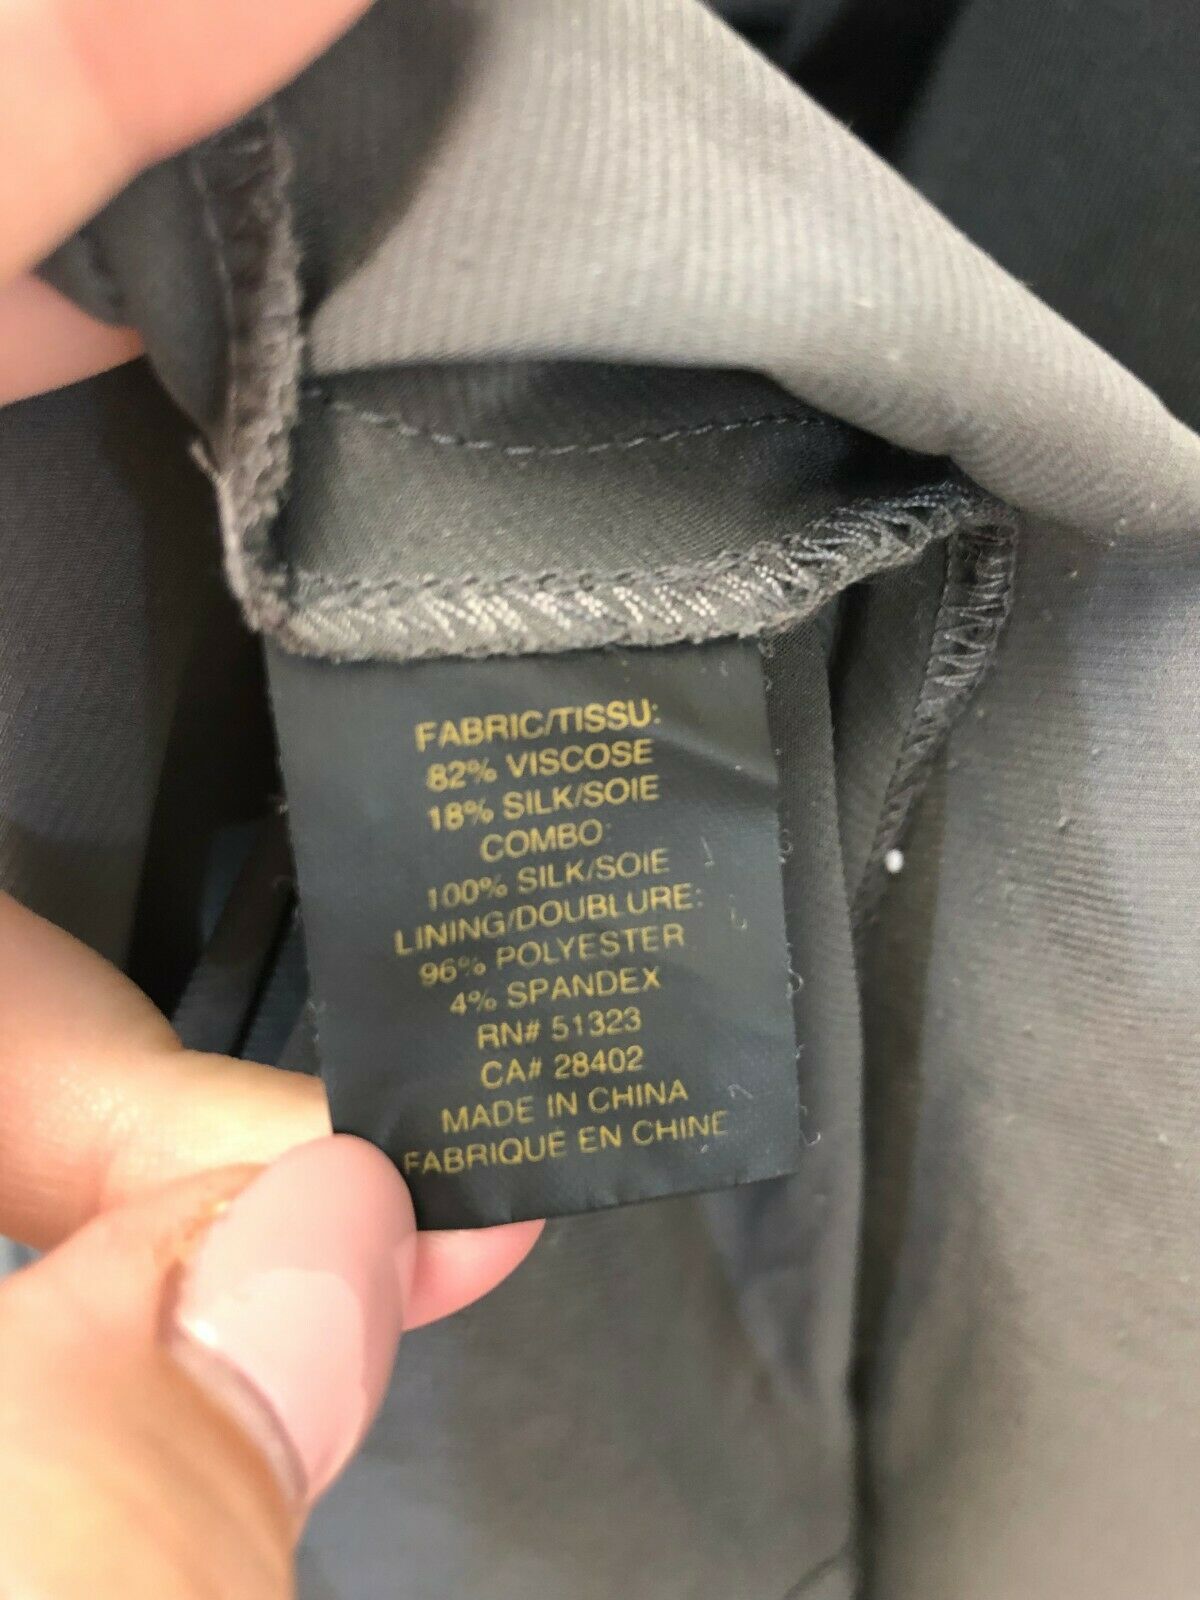 FABRIC/TISSU:
82% VISCOSE
18% SILK/SOIE
COMBO:
100% SILK/SOIE
LINING/DOUBLURE:
96% POLYESTER
4% SPANDEX
RN# 51323
CA# 28402
MADE IN CHINA
FABRIQUE EN CHINE